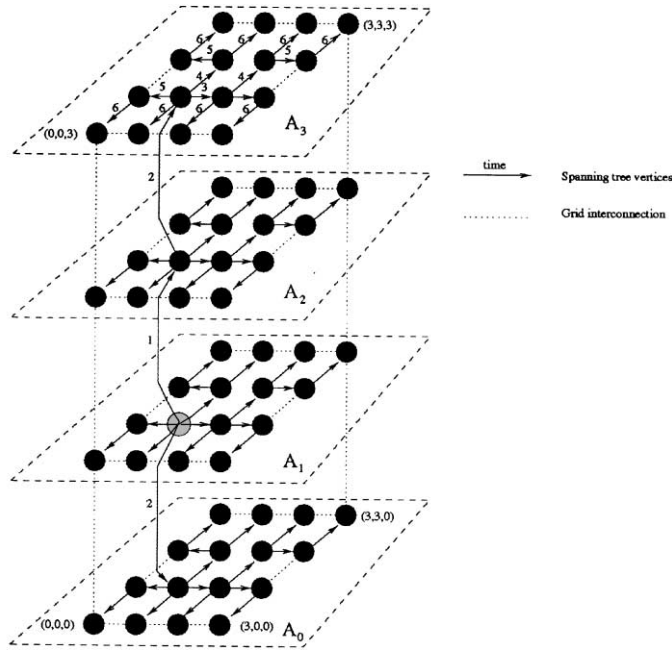 6 6 6 6 (3,3,3)
5 5
4 4
5 3
6 6 6 6
(0,0,3) A3
2
time Spanning tree vertices
Grid interconnection
A2
1
A1
2
(3,3,0)
(0,0,0) (3,0,0) A0